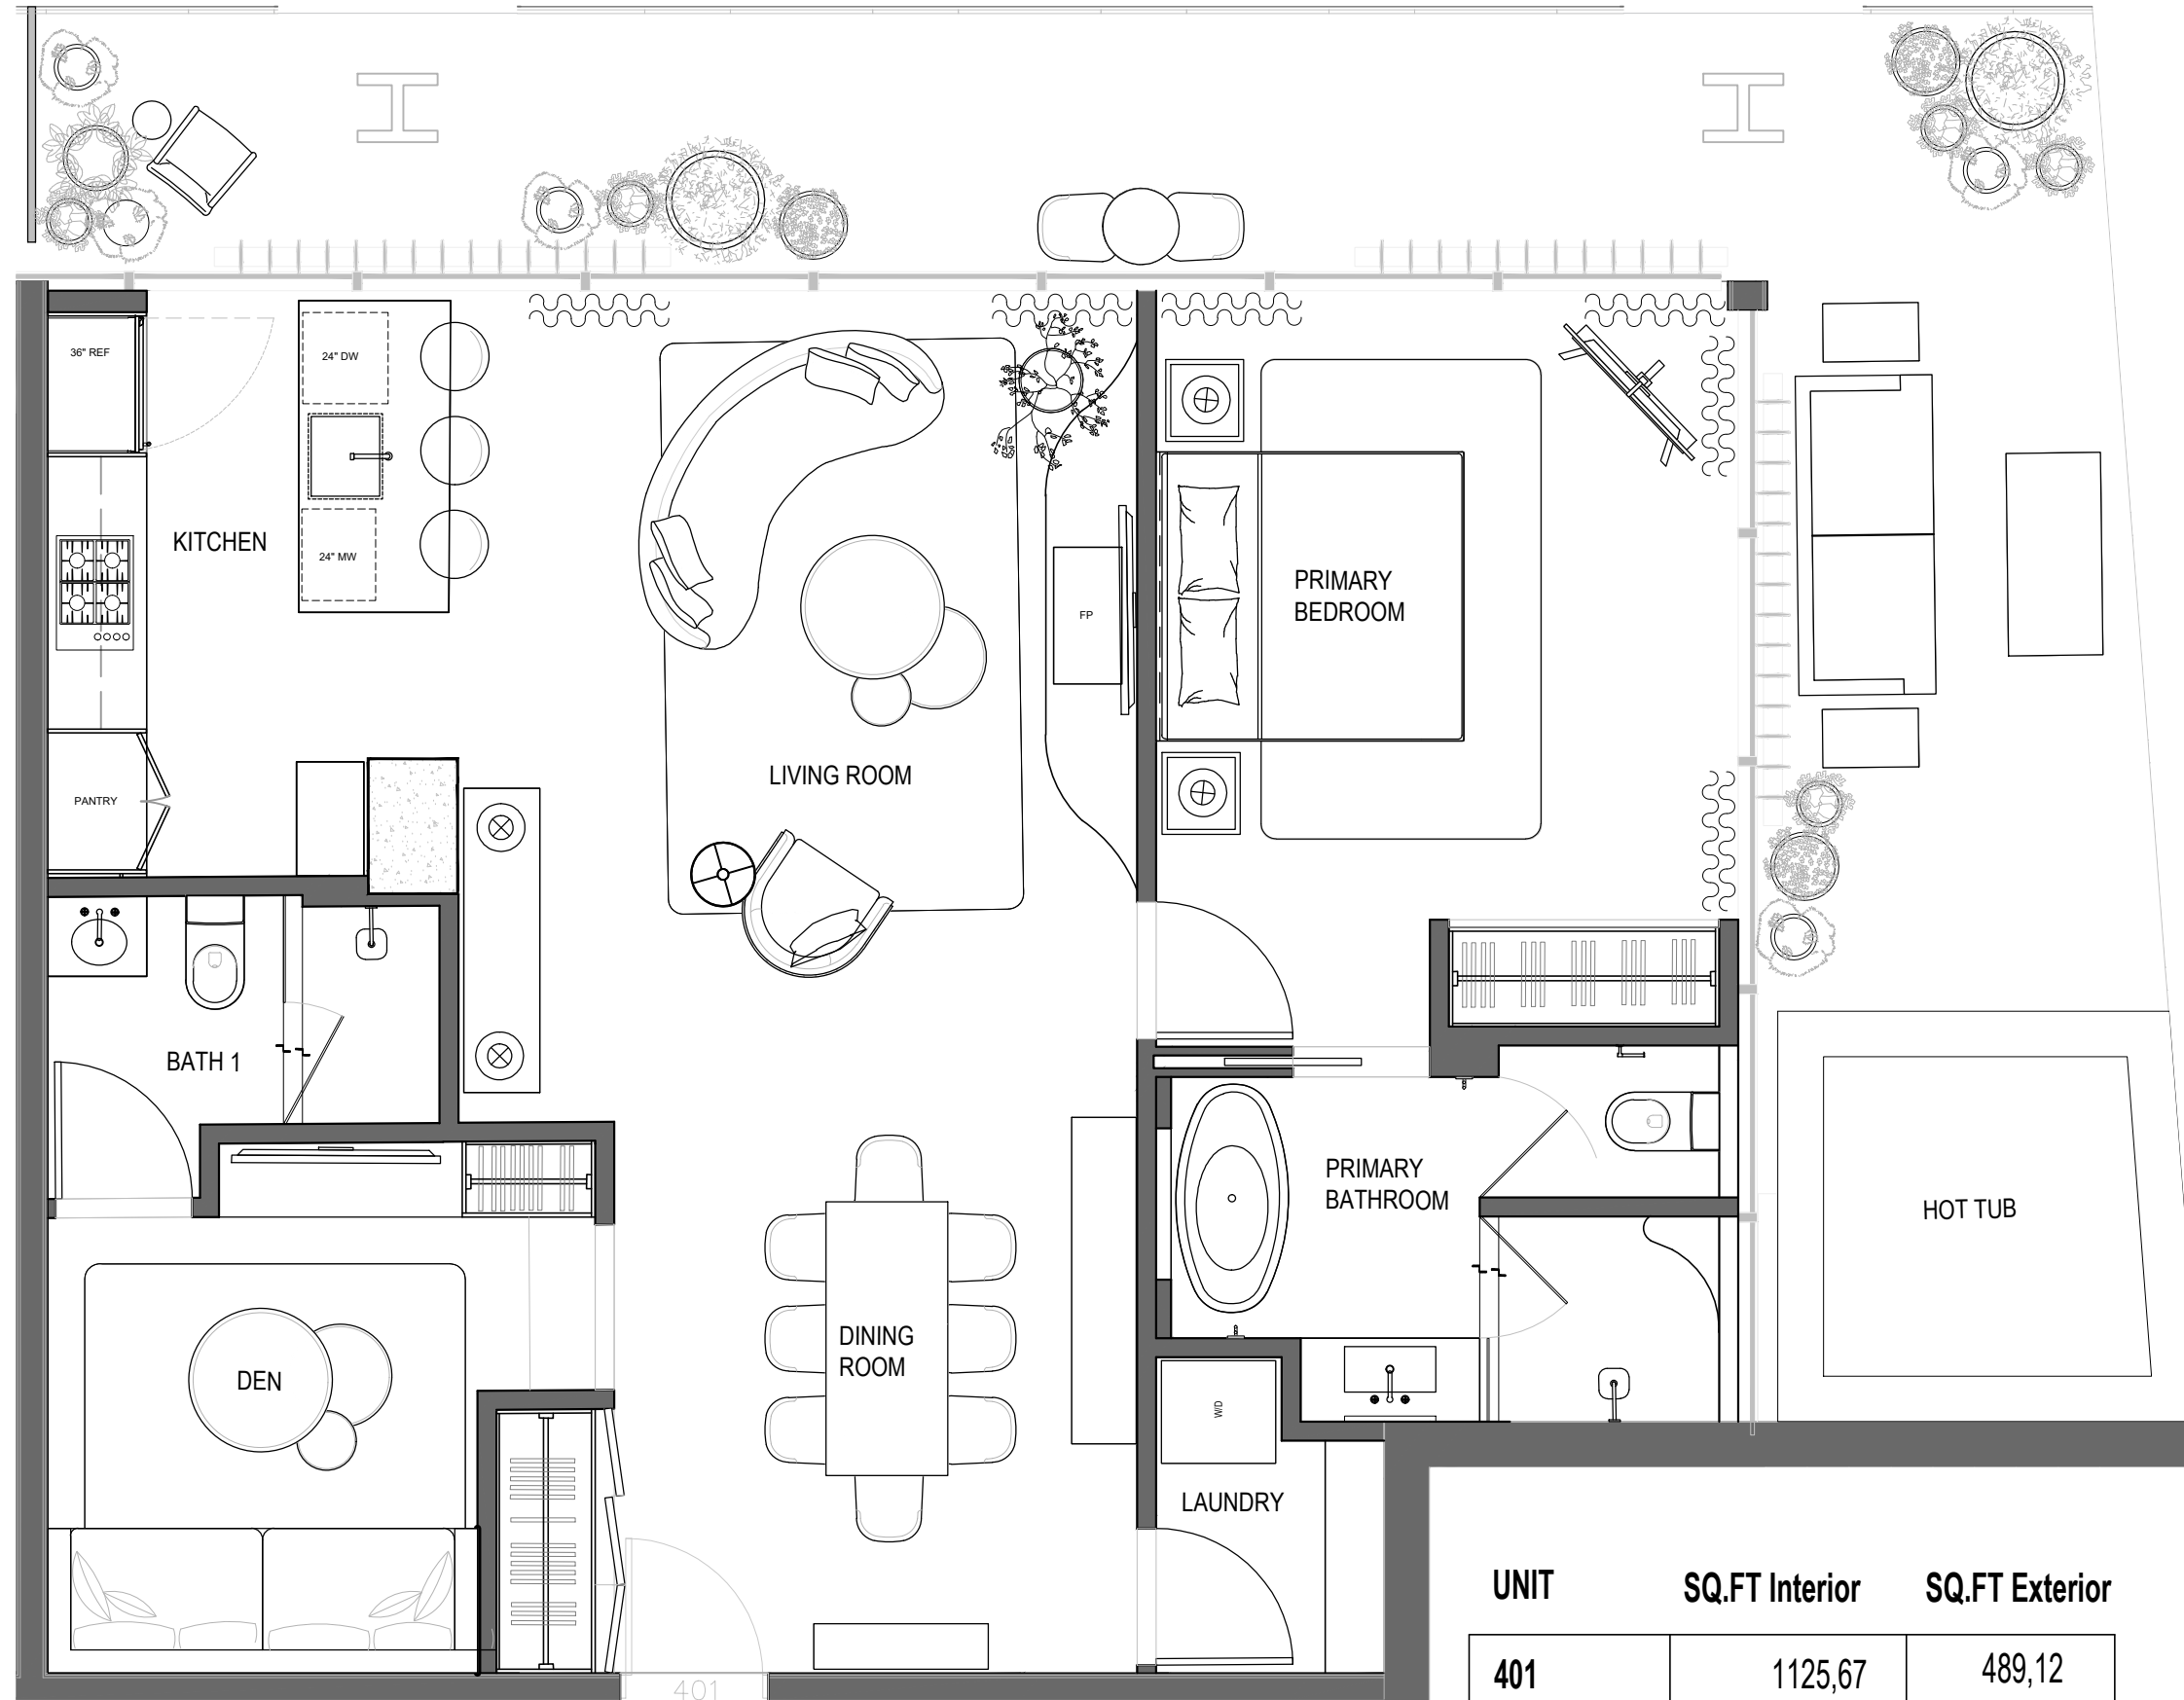 36" REF
24" DW
KITCHEN
24" MW
PANTRY
LIVING ROOM
FP
PRIMARY
BEDROOM
BATH 1
PRIMARY
BATHROOM
HOT TUB
DEN
DINING
ROOM
W/D
LAUNDRY
401
UNIT SQ.FT Interior SQ.FT Exterior
401 1125,67 489,12